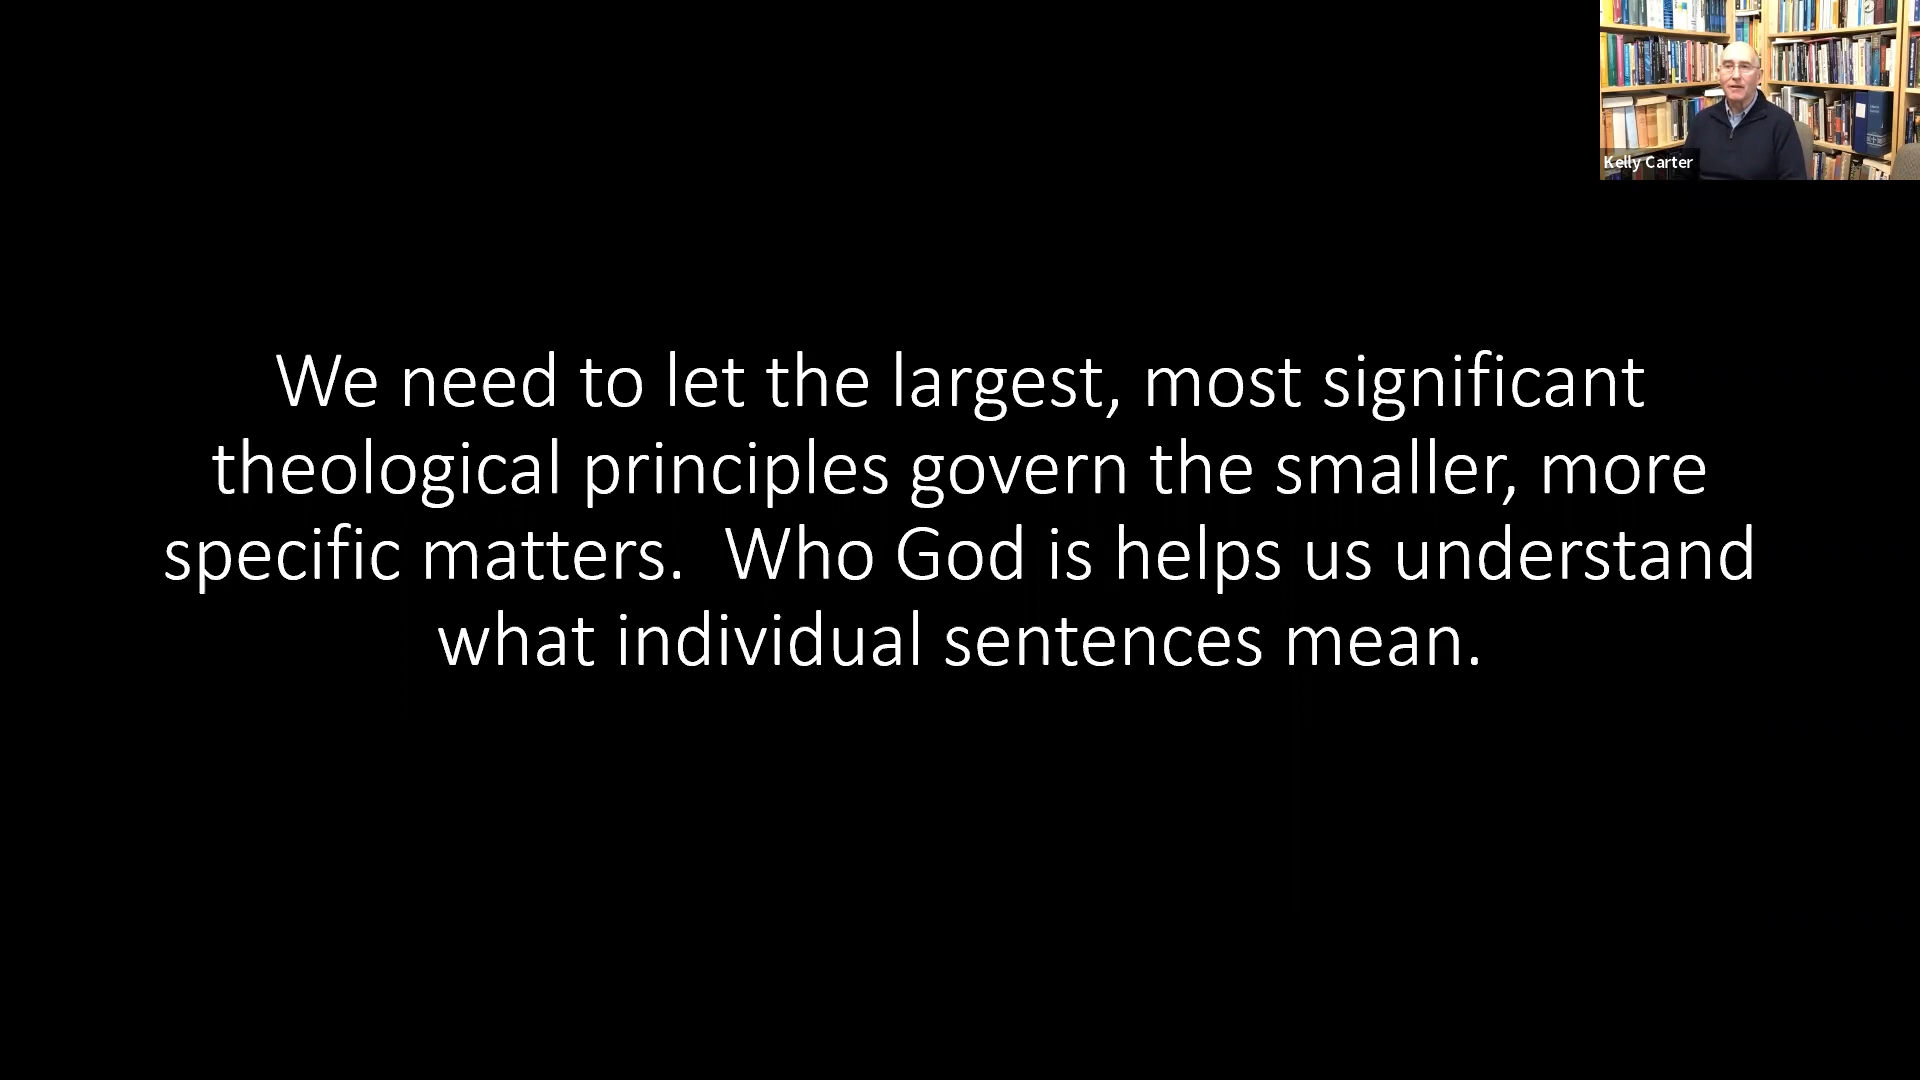 Kelly Carter
We need to let the largest, most significant
theological principles govern the smaller, more
specific matters.  Who God is helps us understand
what individual sentences mean.